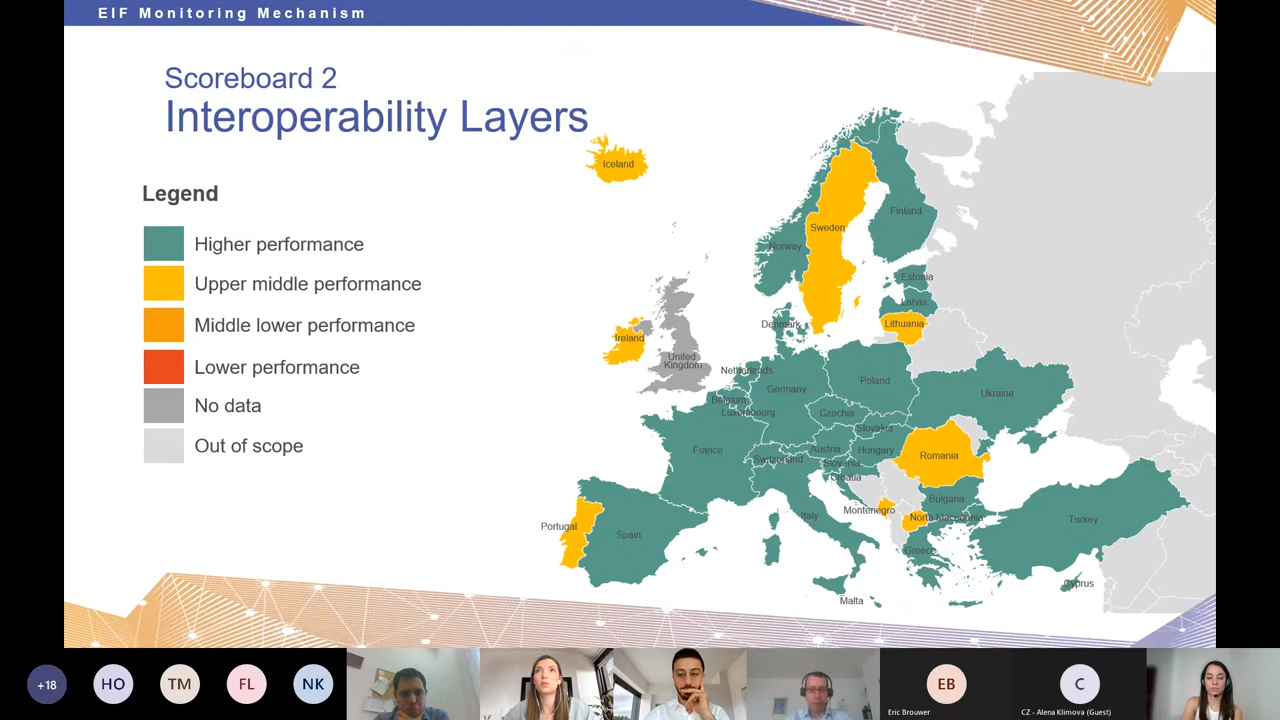 EIF Monitoring Mechanism
Scoreboard 2
Interoperability Layers
Legend
Higher performance
Upper middle performance
Middle lower performance
Lower performance
No data
Out of scope
Iceland
Finland
Sweden
Norway
Estonia
Latvia
Lithuania
Denmark
Ireland
United
Kingdom
Netherlands
Poland
Germany
Ukraine
Belgium
Luxembourg
Czechia
Slovakia
France
Austria
Hungary
Romania
Switzerland
Slovenia
Croatia
Bulgaria
Montenegro
North Macedonia
Italy
Turkey
Portugal
Spain
Greece
Cyprus
Malta
+18
HO
TM
FL
NK
EB
Eric Brouwer
C
CZ - Alena Klimova (Guest)